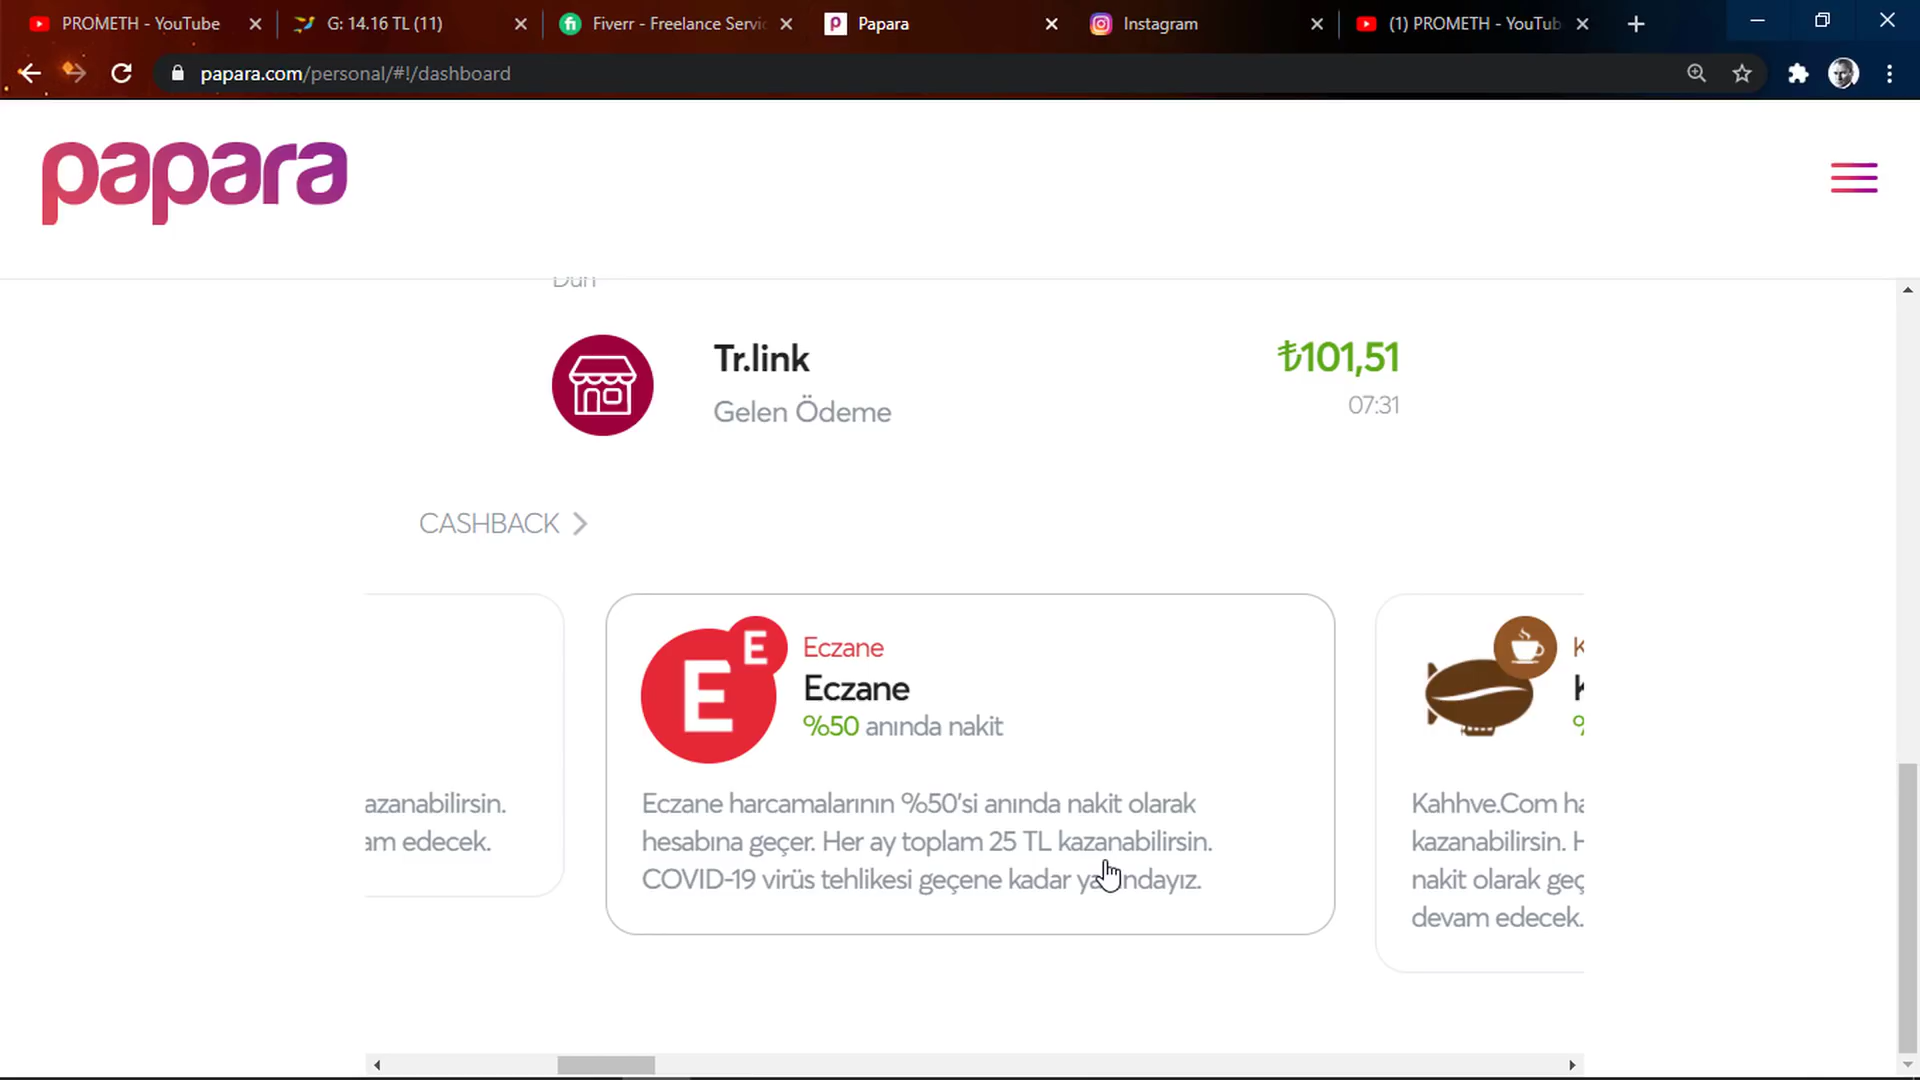 PROMETH - YouTube
G: 14.16 TL (11)
Fiverr - Freelance Servic
Papara
Instagram
(1) PROMETH - YouTub
papara.com/personal/#!/dashboard
papara
Dün
Tr.link
₺101,51
Gelen Ödeme
07:31
CASHBACK
azanabilirsin.
am edecek.
E
E
Eczane
Eczane
%50 anında nakit
Eczane harcamalarının %50'si anında nakit olarak
hesabına geçer. Her ay toplam 25 TL kazanabilirsin.
COVID-19 virüs tehlikesi geçene kadar yanındayız.
K
K
%
Kahhve.Com ha
kazanabilirsin. H
nakit olarak geç
devam edecek.